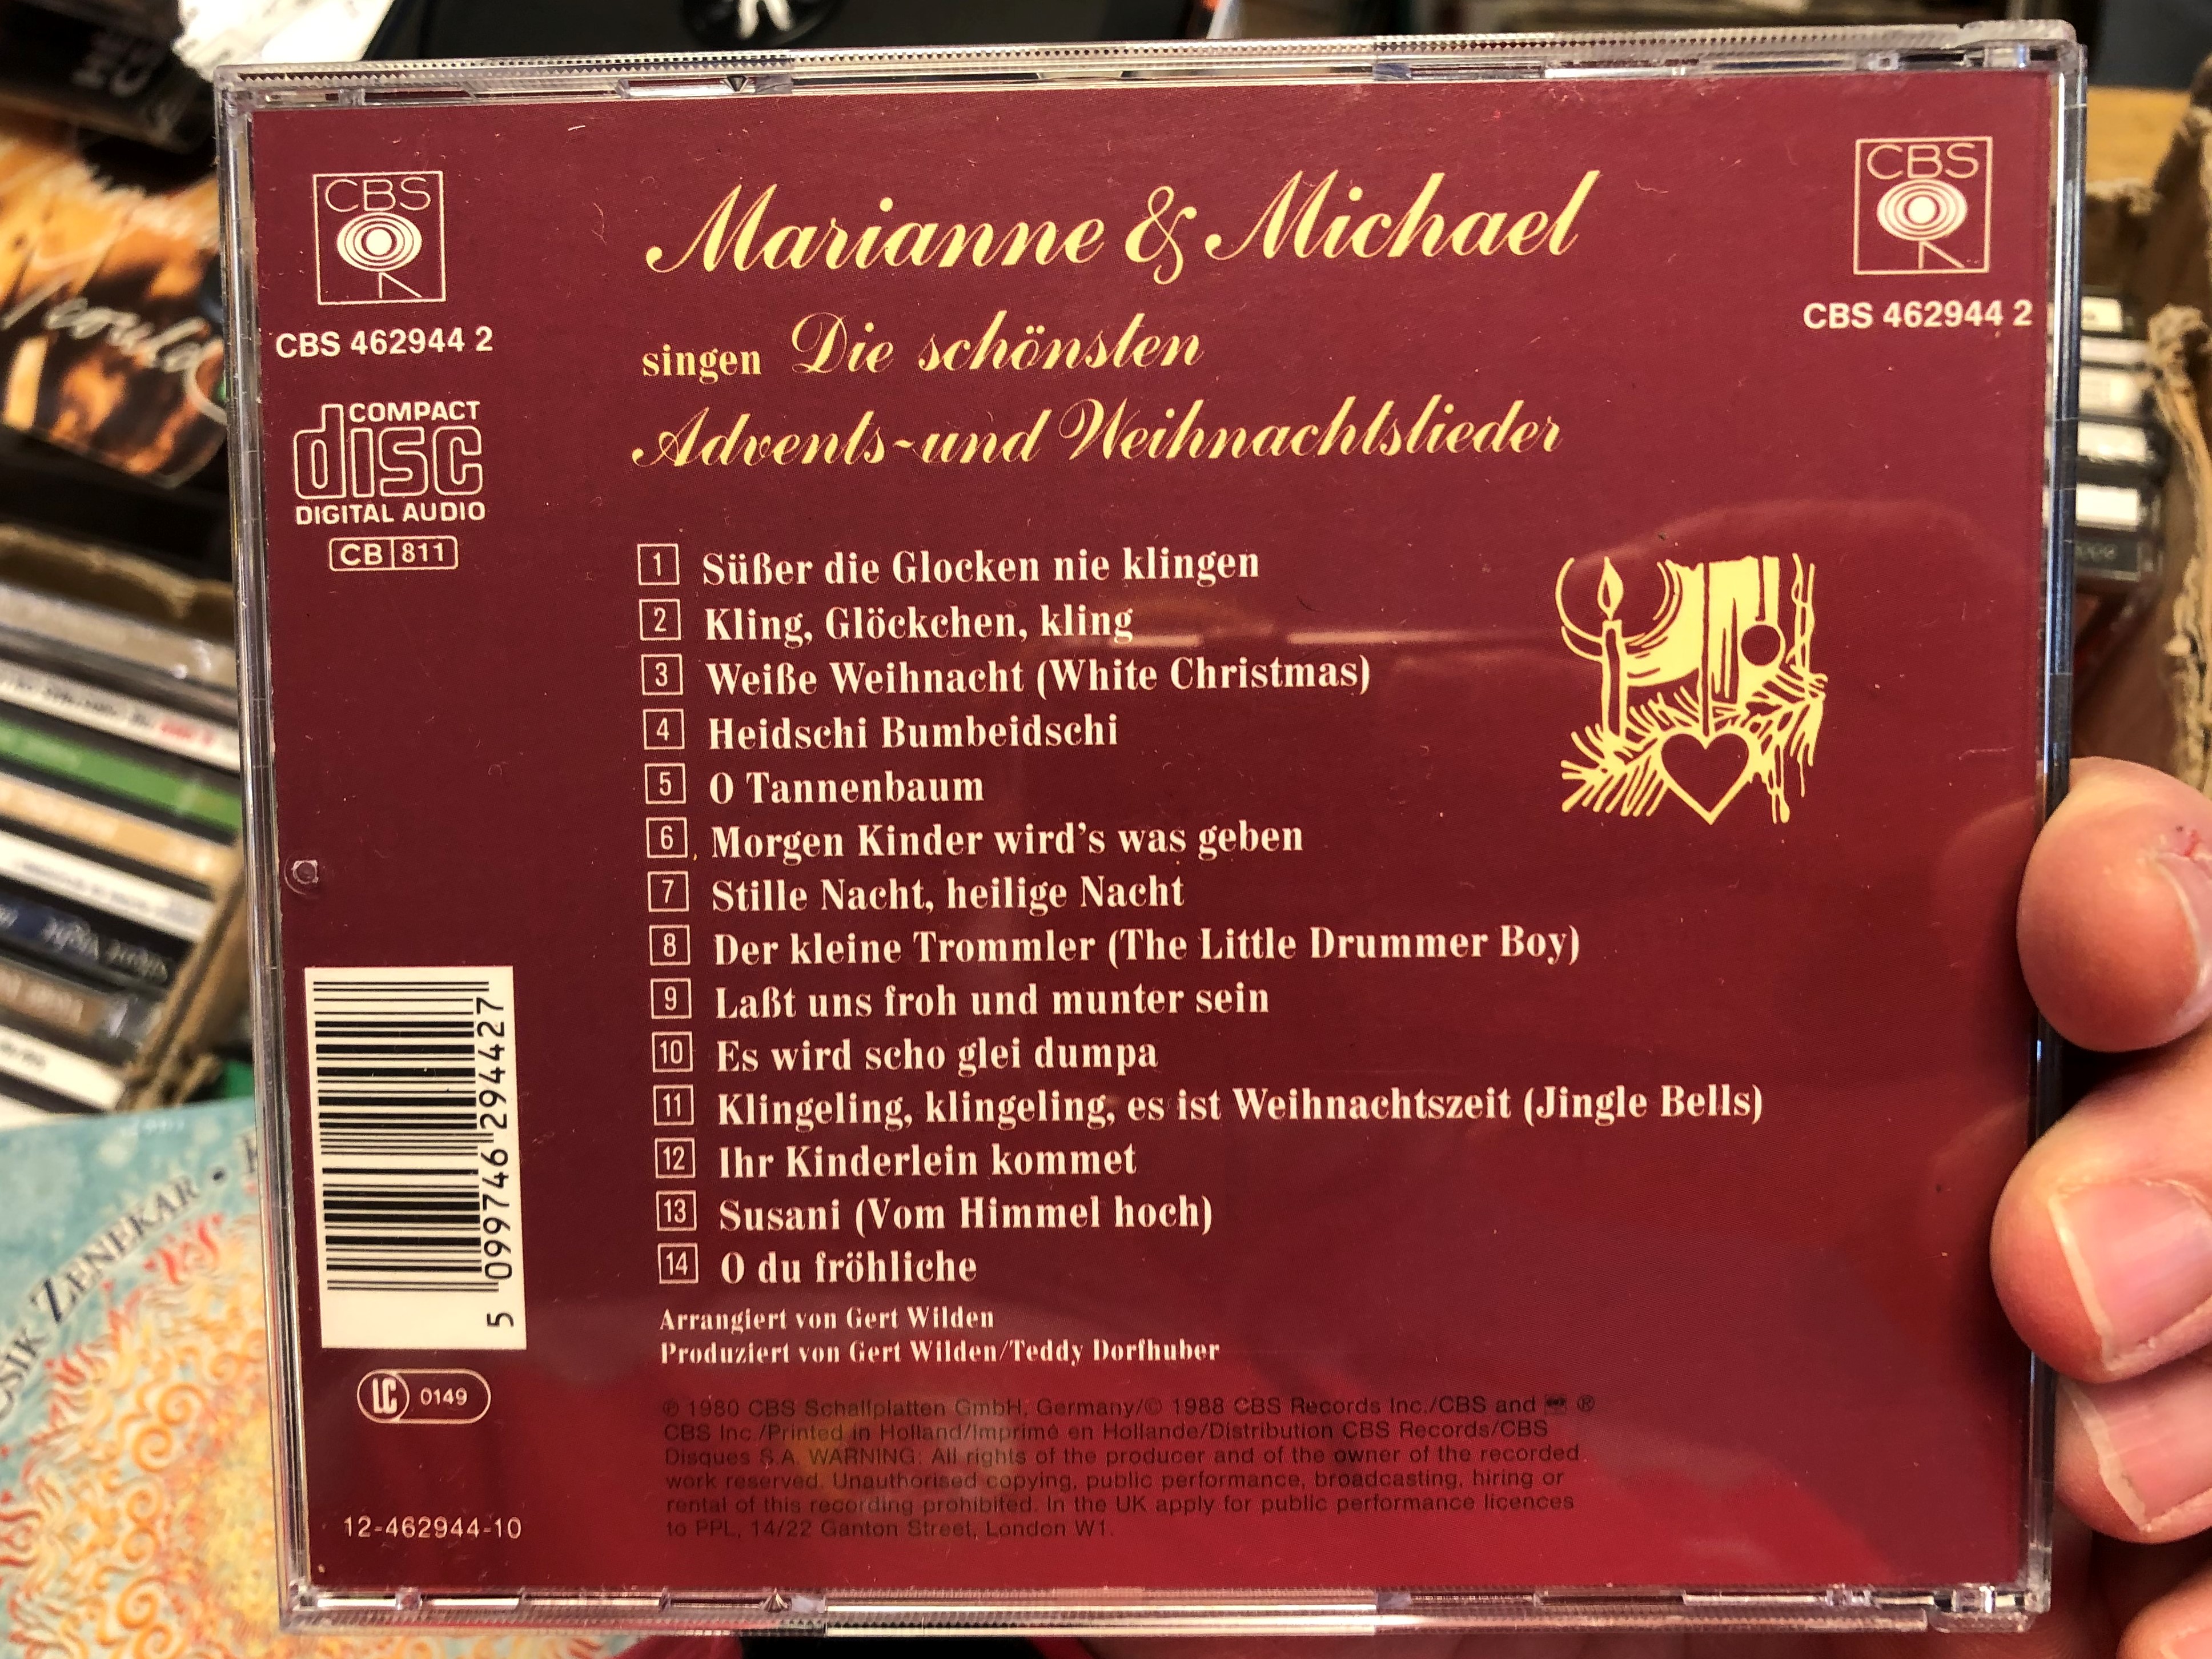 CBS
CBS 462944 2
COMPACT
disc
DIGITAL AUDIO
CB 811
CBS
CBS 462944 2
Marianne & Michael
singen Die schönsten
Advents-und Weihnachtslieder
1 Süßer die Glocken nie klingen
2 Kling, Glöckchen, kling
3 Weiße Weihnacht (White Christmas)
4 Heidschi Bumbeidschi
5 O Tannenbaum
6 Morgen Kinder wird's was geben
7 Stille Nacht, heilige Nacht
8 Der kleine Trommler (The Little Drummer Boy)
9 Laßt uns froh und munter sein
10 Es wird scho glei dumpa
11 Klingeling, klingeling, es ist Weihnachtszeit (Jingle Bells)
12 Ihr Kinderlein kommet
13 Susani (Vom Himmel hoch)
14 O du fröhliche
Arrangiert von Gert Wilden
Produziert von Gert Wilden/Teddy Dorfhuber
℗ 1980 CBS Schallplatten GmbH, Germany/© 1988 CBS Records Inc./CBS and ®
CBS Inc./Printed in Holland/Imprimé en Hollande/Distribution CBS Records/CBS
Disques S.A. WARNING: All rights of the producer and of the owner of the recorded
work reserved. Unauthorised copying, public performance, broadcasting, hiring or
rental of this recording prohibited. In the UK apply for public performance licences
to PPL, 14/22 Ganton Street, London W1.
5 099746 294427
LC 0149
12-462944-10
I could
ZENEKAR •